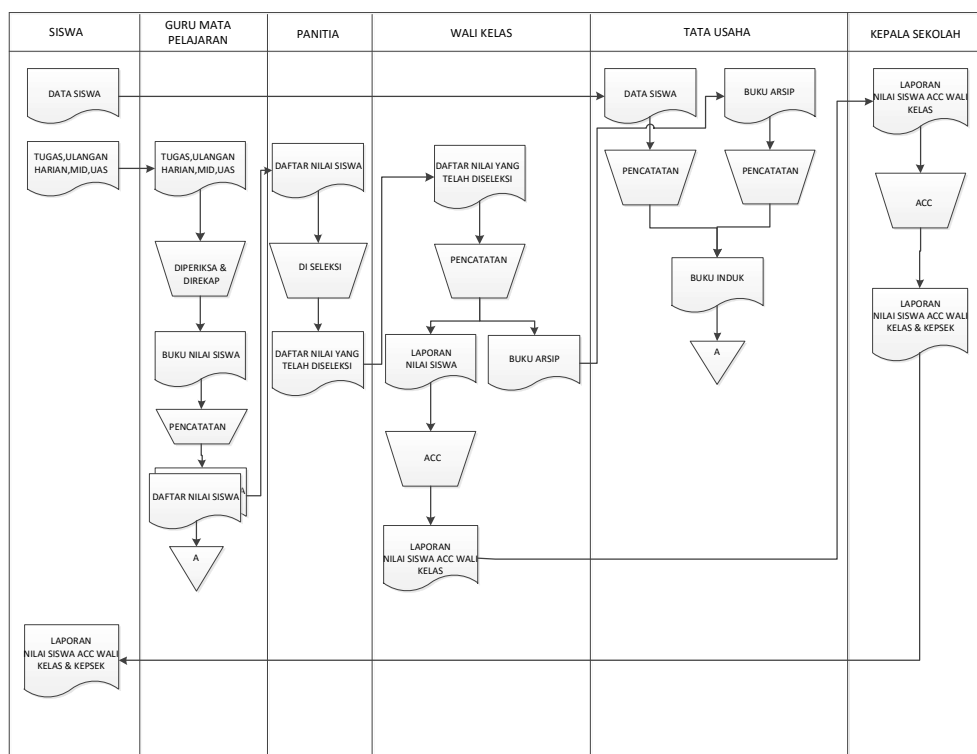 SISWA
GURU MATA
PELAJARAN
PANITIA
WALI KELAS
TATA USAHA
KEPALA SEKOLAH
DATA SISWA
TUGAS,ULANGAN
HARIAN,MID,UAS
LAPORAN
NILAI SISWA ACC WALI
KELAS & KEPSEK
TUGAS,ULANGAN
HARIAN,MID,UAS
DIPERIKSA &
DIREKAP
BUKU NILAI SISWA
PENCATATAN
DAFTAR NILAI SISWA
A
A
DAFTAR NILAI SISWA
DI SELEKSI
DAFTAR NILAI YANG
TELAH DISELEKSI
DAFTAR NILAI YANG
TELAH DISELEKSI
PENCATATAN
LAPORAN
NILAI SISWA
BUKU ARSIP
ACC
LAPORAN
NILAI SISWA ACC WALI
KELAS
DATA SISWA
BUKU ARSIP
PENCATATAN
PENCATATAN
BUKU INDUK
A
LAPORAN
NILAI SISWA ACC WALI
KELAS
ACC
LAPORAN
NILAI SISWA ACC WALI
KELAS & KEPSEK